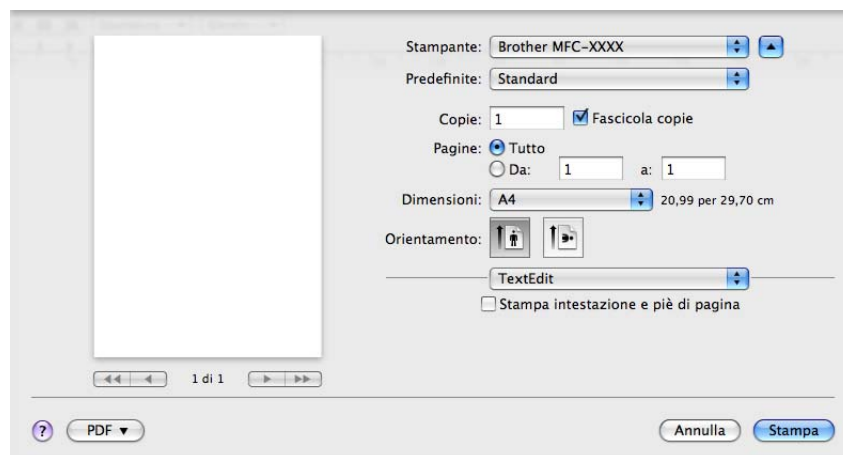 Stampante: Brother MFC-XXXX
Predefinite: Standard
Copie: 1 Fascicola copie
Pagine: Tutto
Da: 1 a: 1
Dimensioni: A4 20,99 per 29,70 cm
Orientamento:
TextEdit
Stampa intestazione e piè di pagina
1 di 1
? PDF Annulla Stampa